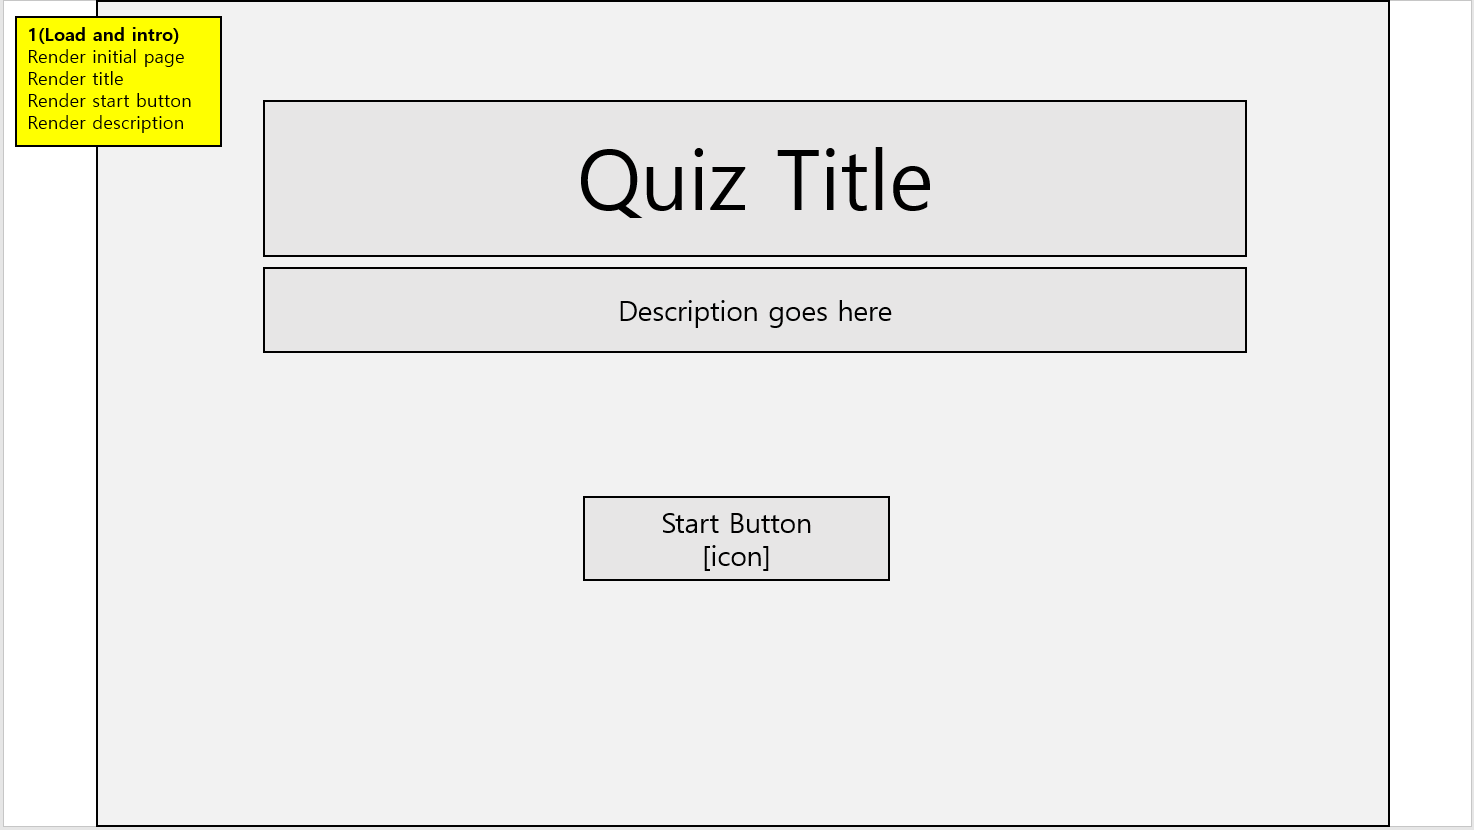 1(Load and intro)
Render initial page
Render title
Render start button
Render description
Quiz Title
Description goes here
Start Button
[icon]